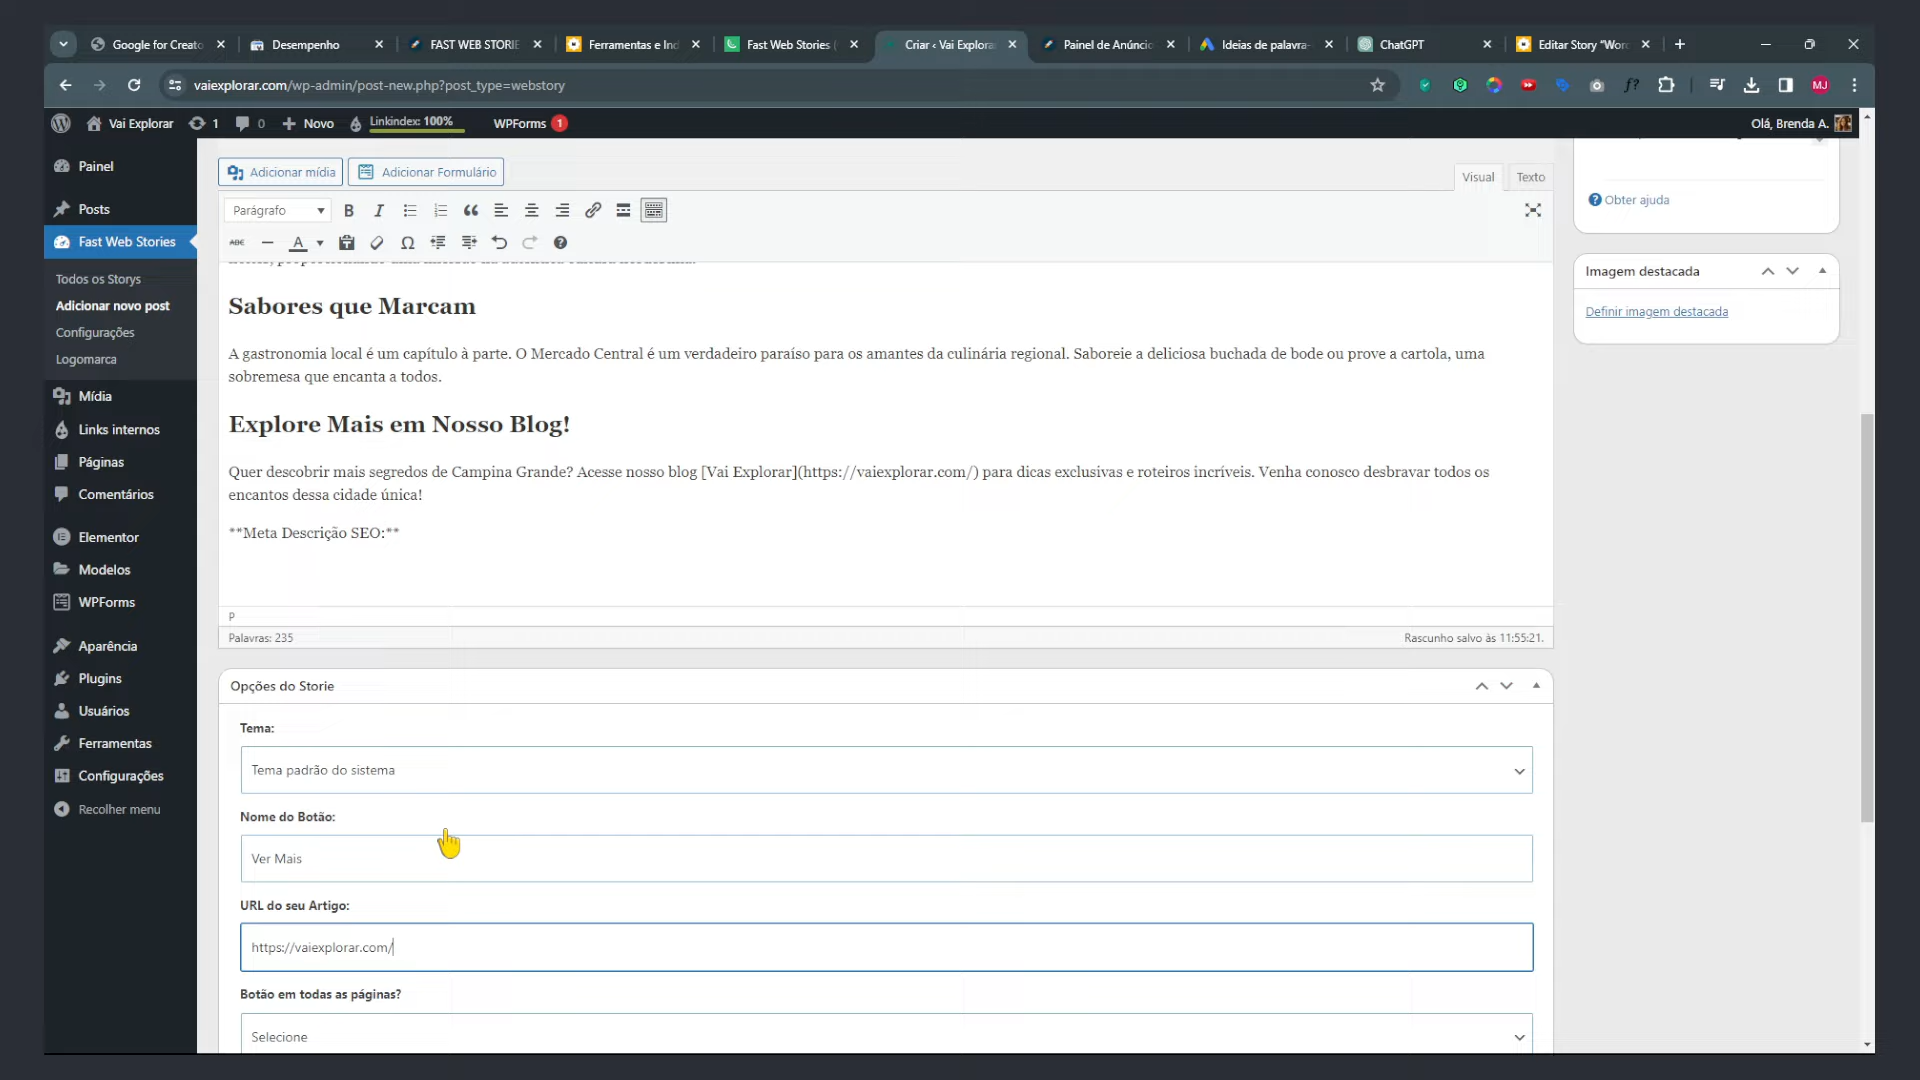 Google for Creato
Desempenho
FAST WEB STORIE
Ferramentas e Ind
Fast Web Stories (
Criar ‹ Vai Explora
Painel de Anúncio
Ideias de palavra-
ChatGPT
Editar Story "Wor
vaiexplorar.com/wp-admin/post-new.php?post_type=webstory
f?
MJ
Vai Explorar
1
0
Novo
Linkindex: 100%
WPForms 1
Olá, Brenda A.
Painel
Posts
Fast Web Stories
Todos os Storys
Adicionar novo post
Configurações
Logomarca
Mídia
Links internos
Páginas
Comentários
Elementor
Modelos
WPForms
Aparência
Plugins
Usuários
Ferramentas
Configurações
Recolher menu
Adicionar mídia
Adicionar Formulário
Visual
Texto
Parágrafo
B
I
ABC
A
Ω
Sabores que Marcam
A gastronomia local é um capítulo à parte. O Mercado Central é um verdadeiro paraíso para os amantes da culinária regional. Saboreie a deliciosa buchada de bode ou prove a cartola, uma
sobremesa que encanta a todos.
Explore Mais em Nosso Blog!
Quer descobrir mais segredos de Campina Grande? Acesse nosso blog [Vai Explorar](https://vaiexplorar.com/) para dicas exclusivas e roteiros incríveis. Venha conosco desbravar todos os
encantos dessa cidade única!
**Meta Descrição SEO:**
P
Palavras: 235
Rascunho salvo às 11:55:21.
Opções do Storie
Tema:
Tema padrão do sistema
Nome do Botão:
Ver Mais
URL do seu Artigo:
https://vaiexplorar.com/
Botão em todas as páginas?
Selecione
Obter ajuda
Imagem destacada
Definir imagem destacada